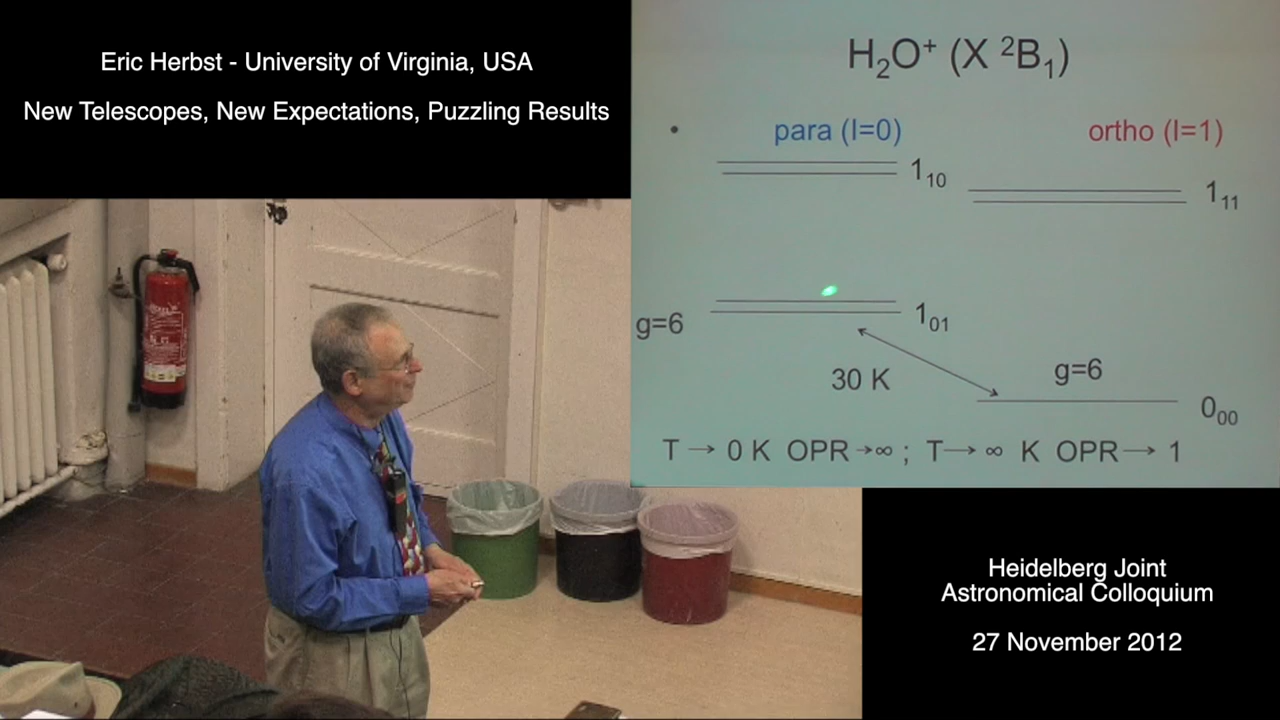 Eric Herbst - University of Virginia, USA
New Telescopes, New Expectations, Puzzling Results
H₂O⁺ (X ²B₁)
• para (I=0) ortho (I=1)
1₁₀
1₁₁
g=6 1₀₁
30 K g=6
0₀₀
T → 0 K OPR →∞ ; T→ ∞ K OPR → 1
Heidelberg Joint
Astronomical Colloquium
27 November 2012